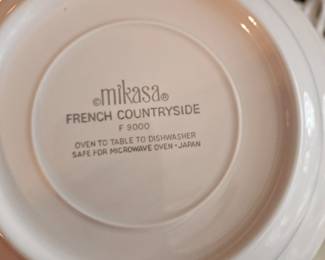 ©mikasa®
FRENCH COUNTRYSIDE
F 9000
OVEN TO TABLE TO DISHWASHER
SAFE FOR MICROWAVE OVEN • JAPAN